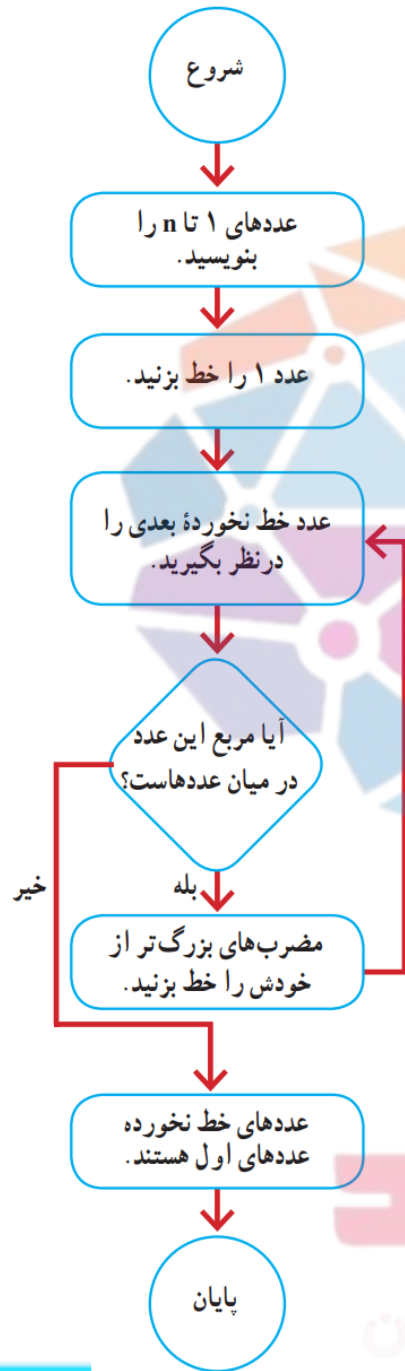 شروع
عددهای ۱ تا n را
بنویسید.
عدد ۱ را خط بزنید.
عدد خط نخوردهٔ بعدی را
درنظر بگیرید.
آیا مربع این عدد
در میان عددهاست؟
بله
خیر
مضرب‌های بزرگ‌تر از
خودش را خط بزنید.
عددهای خط نخورده
عددهای اول هستند.
پایان